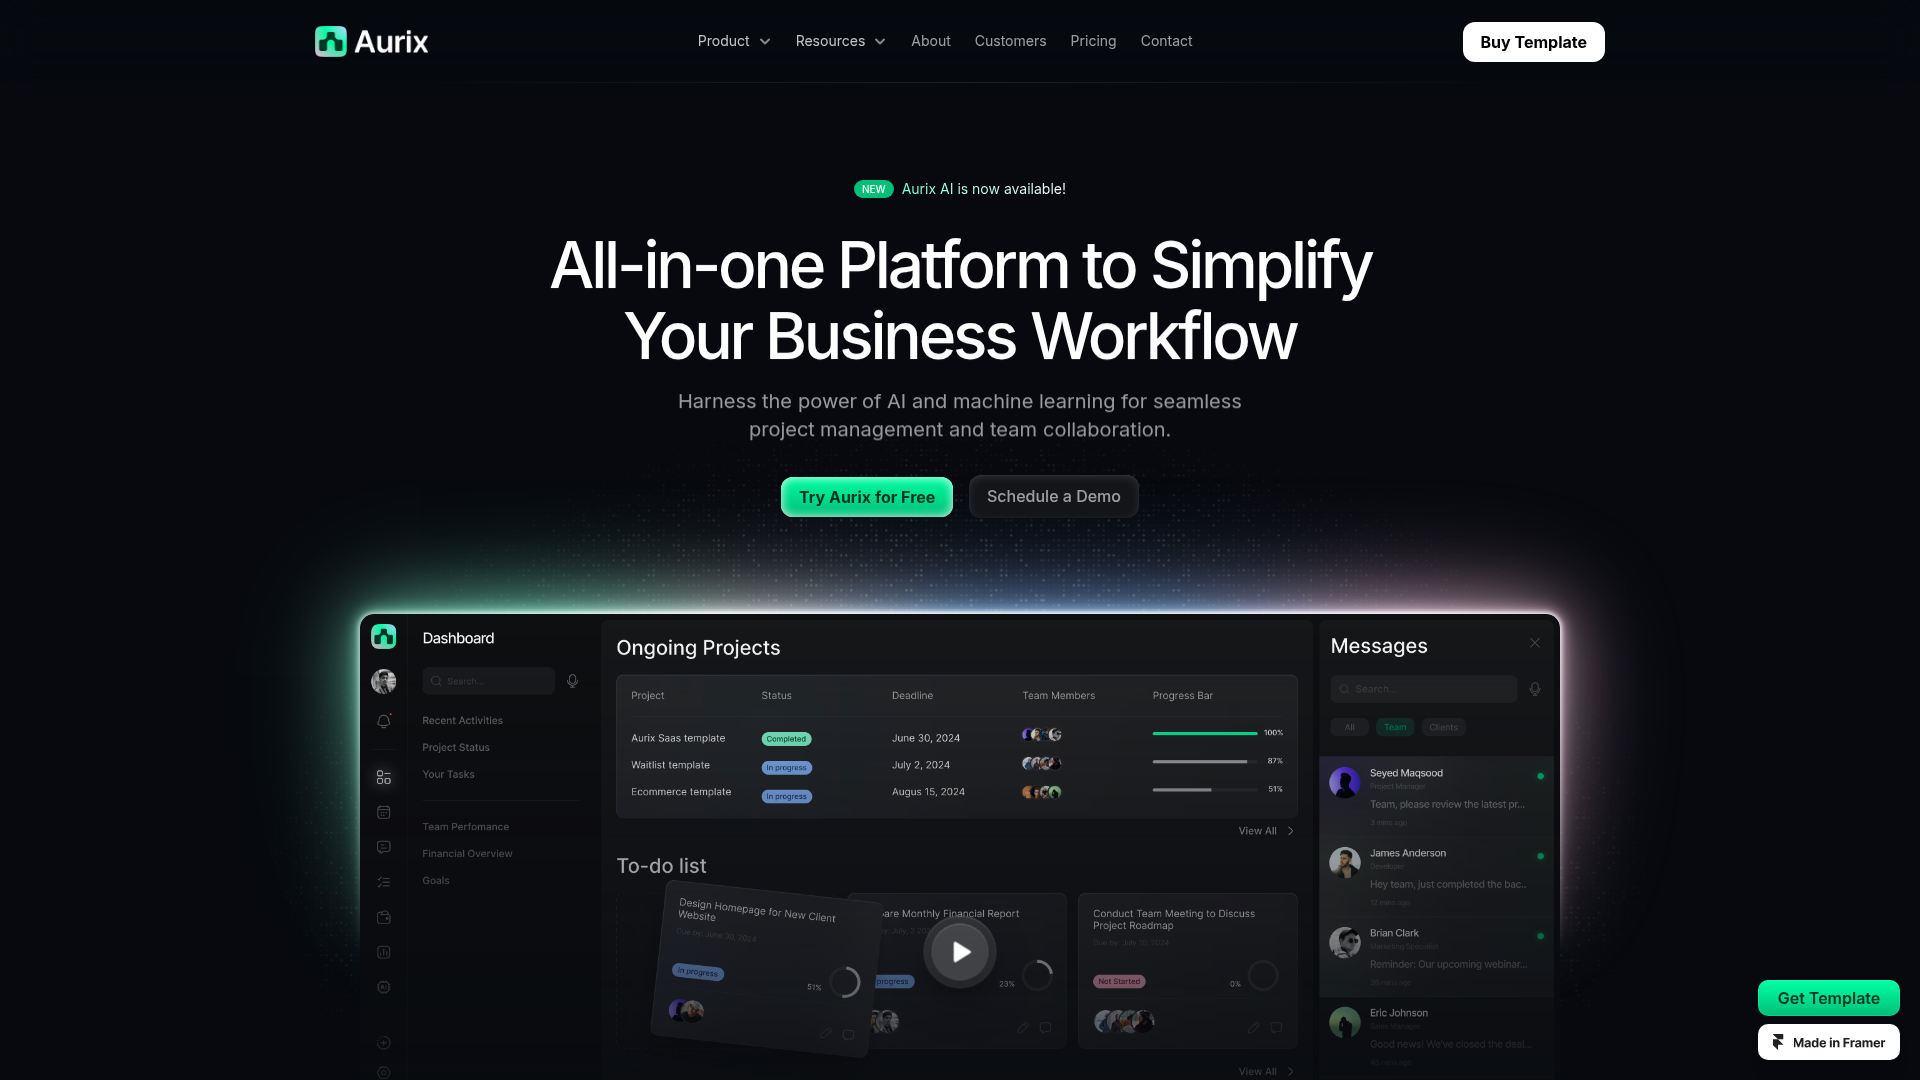 Aurix
Product
Resources
About
Customers
Pricing
Contact
Buy Template
NEW
Aurix AI is now available!
All-in-one Platform to Simplify
Your Business Workflow
Harness the power of AI and machine learning for seamless
project management and team collaboration.
Try Aurix for Free
Schedule a Demo
Dashboard
Search...
Recent Activities
Project Status
Your Tasks
Team Perfomance
Financial Overview
Goals
Ongoing Projects
Project
Status
Deadline
Team Members
Progress Bar
Aurix Saas template
Completed
June 30, 2024
100%
Waitlist template
In progress
July 2, 2024
87%
Ecommerce template
In progress
Augus 15, 2024
51%
View All
To-do list
Design Homepage for New Client
Website
Due by: June 30, 2024
In progress
51%
are Monthly Financial Report
progress
23%
Conduct Team Meeting to Discuss
Project Roadmap
Due by: July 10, 2024
Not Started
0%
View All
Messages
Search...
All
Team
Clients
Seyed Maqsood
Project Manager
Team, please review the latest pr...
3 mins ago
James Anderson
Developer
Hey team, just completed the bac..
12 mins ago
Brian Clark
Marketing Specialist
Reminder: Our upcoming webinar...
Eric Johnson
Sales Manager
Good news! We've closed the deal...
45 mins ago
Get Template
Made in Framer